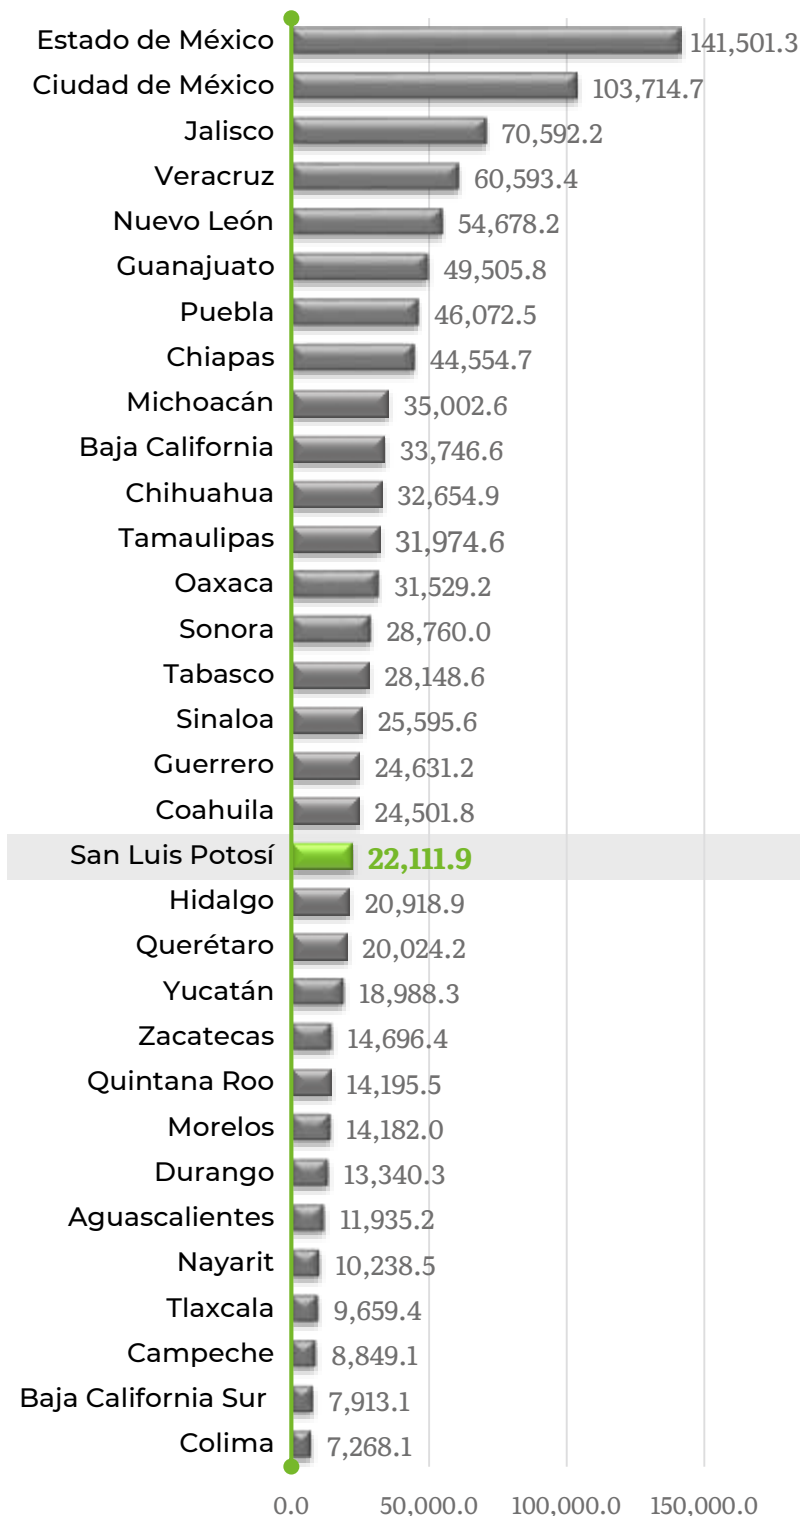 Estado de México 141,501.3
Ciudad de México 103,714.7
Jalisco 70,592.2
Veracruz 60,593.4
Nuevo León 54,678.2
Guanajuato 49,505.8
Puebla 46,072.5
Chiapas 44,554.7
Michoacán 35,002.6
Baja California 33,746.6
Chihuahua 32,654.9
Tamaulipas 31,974.6
Oaxaca 31,529.2
Sonora 28,760.0
Tabasco 28,148.6
Sinaloa 25,595.6
Guerrero 24,631.2
Coahuila 24,501.8
San Luis Potosí 22,111.9
Hidalgo 20,918.9
Querétaro 20,024.2
Yucatán 18,988.3
Zacatecas 14,696.4
Quintana Roo 14,195.5
Morelos 14,182.0
Durango 13,340.3
Aguascalientes 11,935.2
Nayarit 10,238.5
Tlaxcala 9,659.4
Campeche 8,849.1
Baja California Sur 7,913.1
Colima 7,268.1
0.0 50,000.0 100,000.0 150,000.0